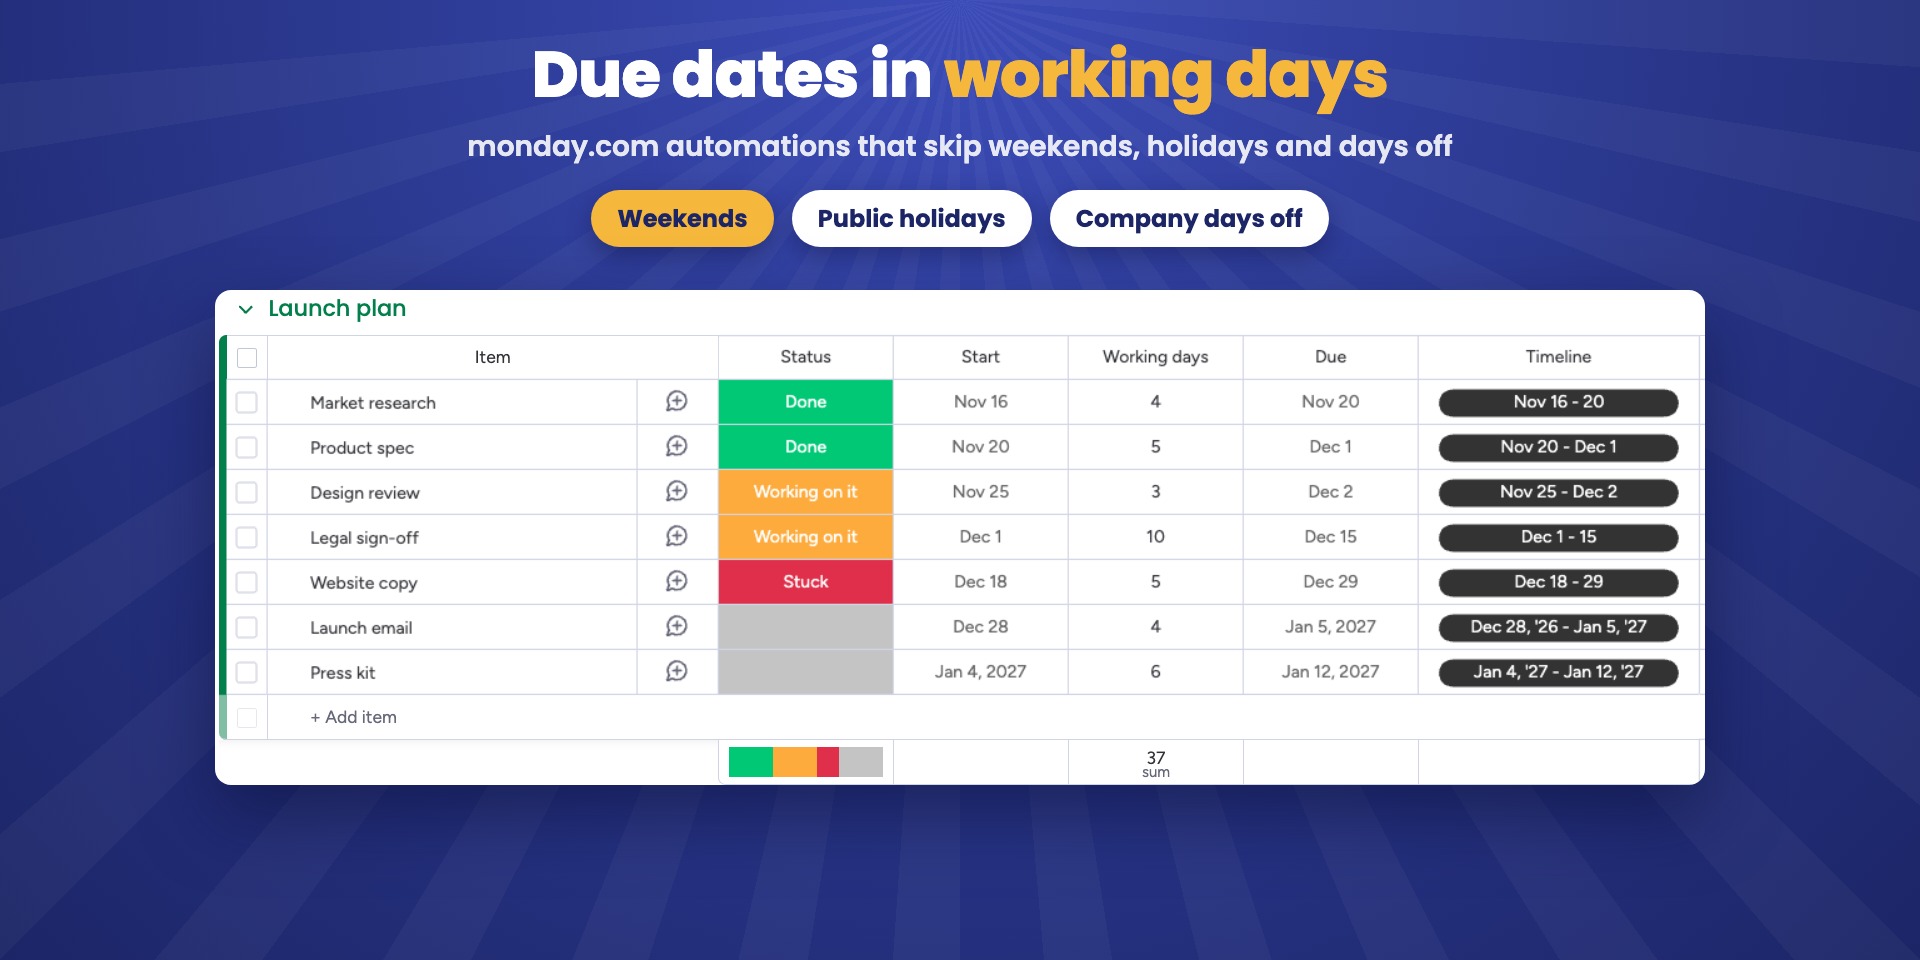 Due dates in working days
monday.com automations that skip weekends, holidays and days off
Weekends Public holidays Company days off
Launch plan
Item Status Start Working days Due Timeline
Market research Done Nov 16 4 Nov 20 Nov 16 - 20
Product spec Done Nov 20 5 Dec 1 Nov 20 - Dec 1
Design review Working on it Nov 25 3 Dec 2 Nov 25 - Dec 2
Legal sign-off Working on it Dec 1 10 Dec 15 Dec 1 - 15
Website copy Stuck Dec 18 5 Dec 29 Dec 18 - 29
Launch email Dec 28 4 Jan 5, 2027 Dec 28, '26 - Jan 5, '27
Press kit Jan 4, 2027 6 Jan 12, 2027 Jan 4, '27 - Jan 12, '27
+ Add item
37
sum